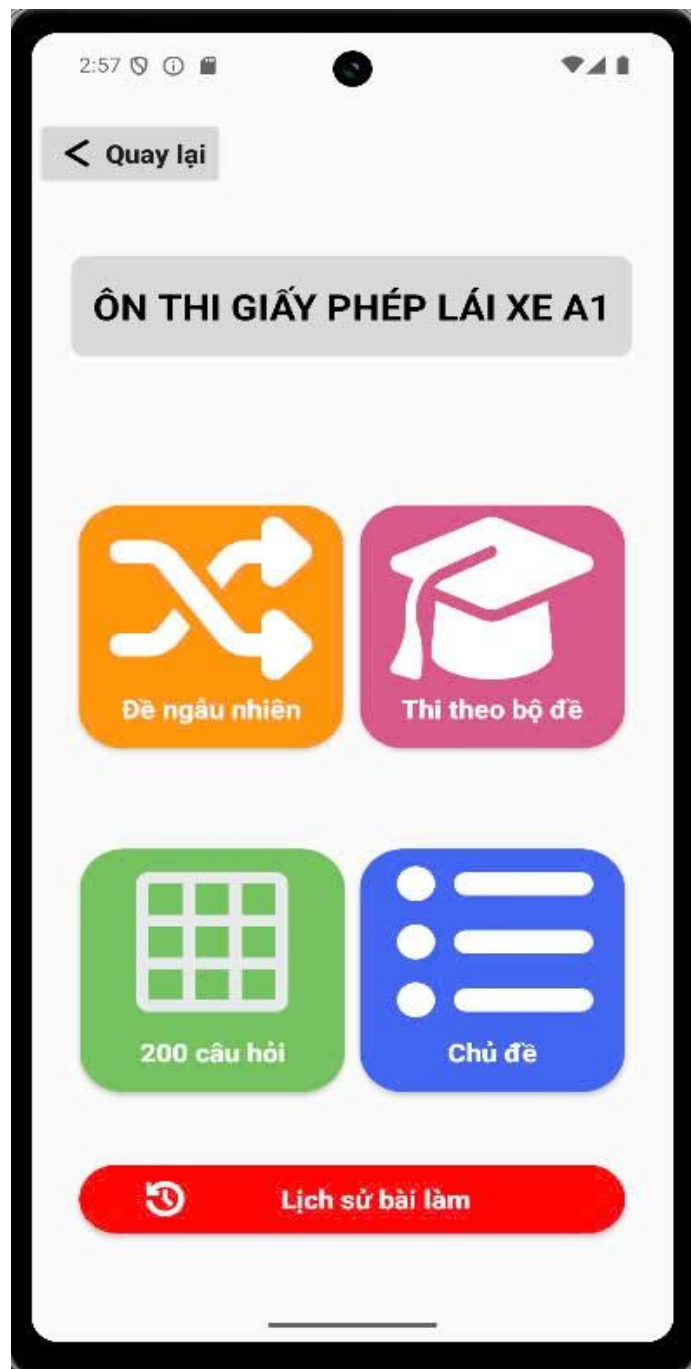 2:57
Quay lại
ÔN THI GIẤY PHÉP LÁI XE A1
Đề ngẫu nhiên
Thi theo bộ đề
200 câu hỏi
Chủ đề
Lịch sử bài làm